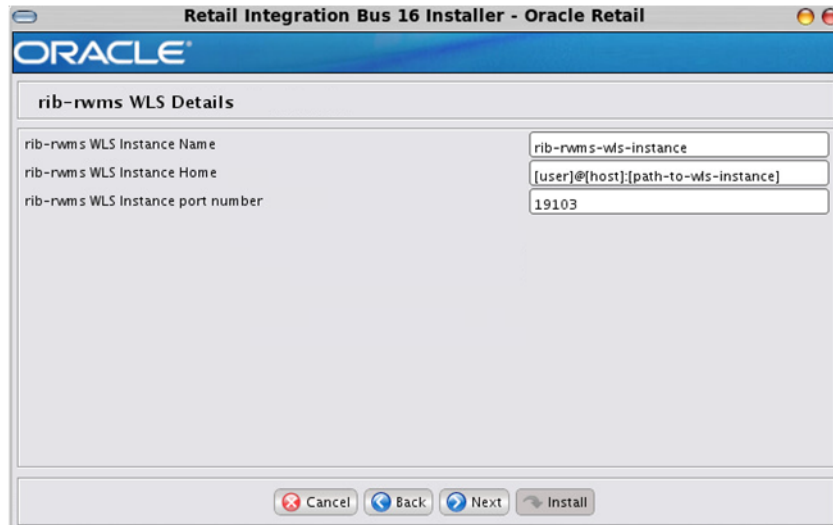 Retail Integration Bus 16 Installer - Oracle Retail
ORACLE®
rib-rwms WLS Details
rib-rwms WLS Instance Name rib-rwms-wls-instance
rib-rwms WLS Instance Home [user]@[host]:[path-to-wls-instance]
rib-rwms WLS Instance port number 19103
Cancel Back Next Install